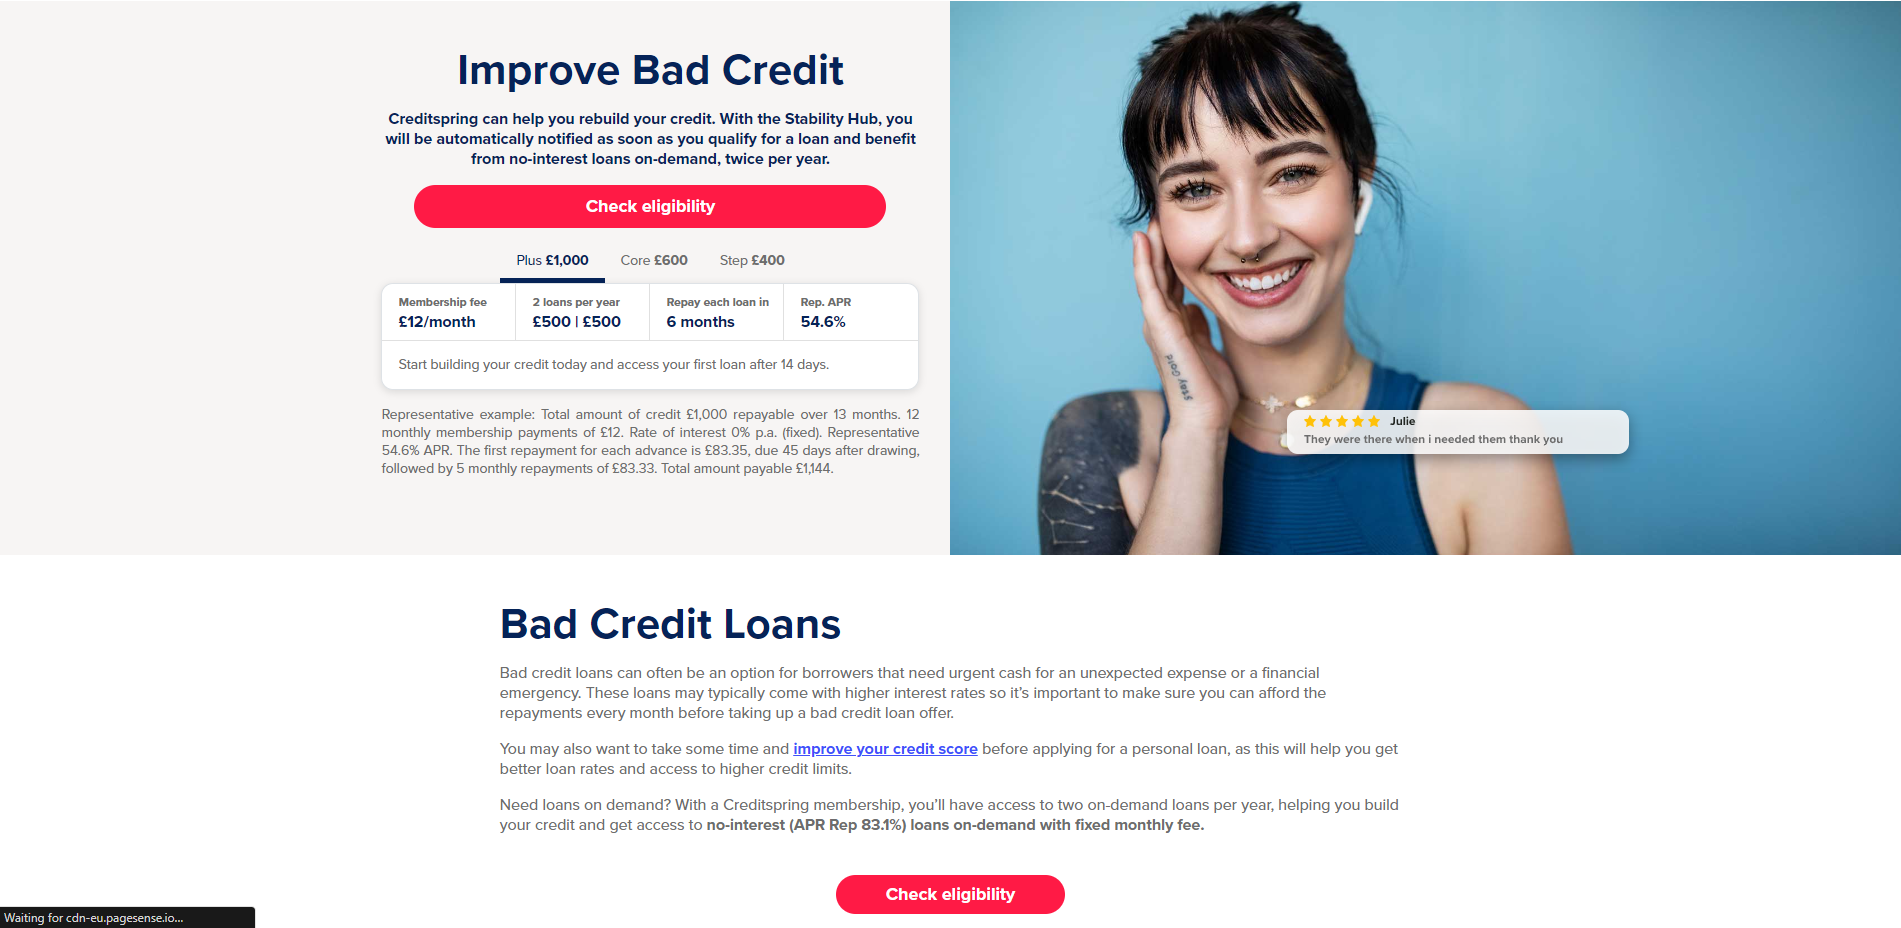 Improve Bad Credit
Creditspring can help you rebuild your credit. With the Stability Hub, you
will be automatically notified as soon as you qualify for a loan and benefit
from no-interest loans on-demand, twice per year.
Check eligibility
Plus £1,000 Core £600 Step £400
Membership fee 2 loans per year Repay each loan in Rep. APR
£12/month £500 | £500 6 months 54.6%
Start building your credit today and access your first loan after 14 days.
Representative example: Total amount of credit £1,000 repayable over 13 months. 12
monthly membership payments of £12. Rate of interest 0% p.a. (fixed). Representative
54.6% APR. The first repayment for each advance is £83.35, due 45 days after drawing,
followed by 5 monthly repayments of £83.33. Total amount payable £1,144.
Stay Gold
Julie
They were there when i needed them thank you
Bad Credit Loans
Bad credit loans can often be an option for borrowers that need urgent cash for an unexpected expense or a financial
emergency. These loans may typically come with higher interest rates so it’s important to make sure you can afford the
repayments every month before taking up a bad credit loan offer.
You may also want to take some time and improve your credit score before applying for a personal loan, as this will help you get
better loan rates and access to higher credit limits.
Need loans on demand? With a Creditspring membership, you’ll have access to two on-demand loans per year, helping you build
your credit and get access to no-interest (APR Rep 83.1%) loans on-demand with fixed monthly fee.
Check eligibility
Waiting for cdn-eu.pagesense.io...